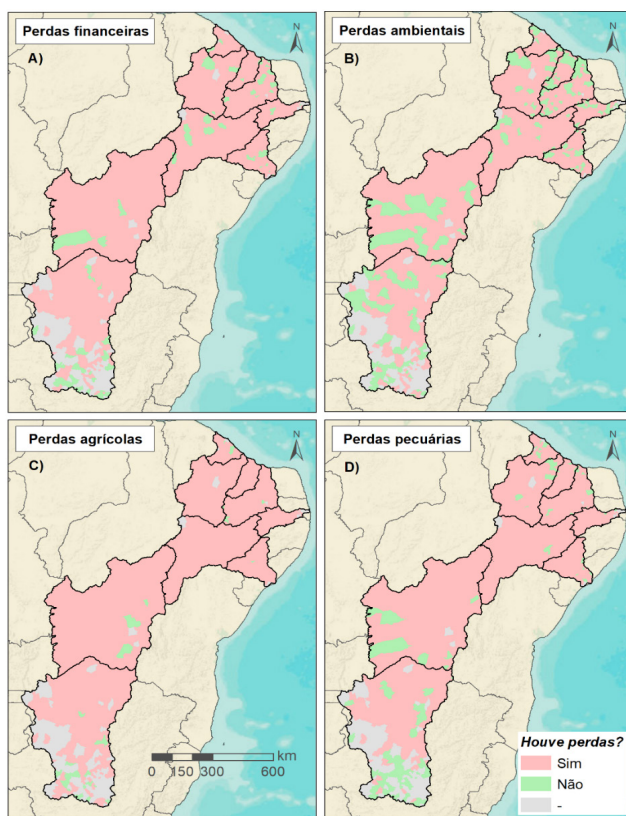 Perdas financeiras
N
A)
Perdas ambientais
N
B)
Perdas agrícolas
N
C)
km
0 150 300 600
Perdas pecuárias
N
D)
Houve perdas?
Sim
Não
-